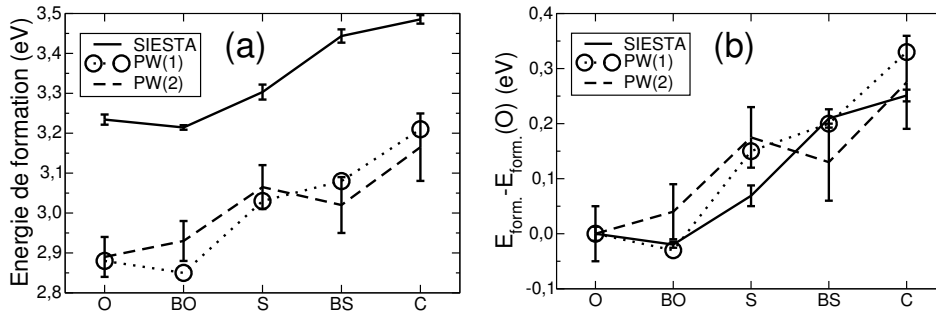 Energie de formation (eV)
3,5
3,4
3,3
3,2
3,1
3,0
2,9
2,8
O BO S BS C
SIESTA
PW(1)
PW(2)
(a)
E_form.-E_form.(O) (eV)
0,4
0,3
0,2
0,1
0,0
-0,1
O BO S BS C
SIESTA
PW(1)
PW(2)
(b)